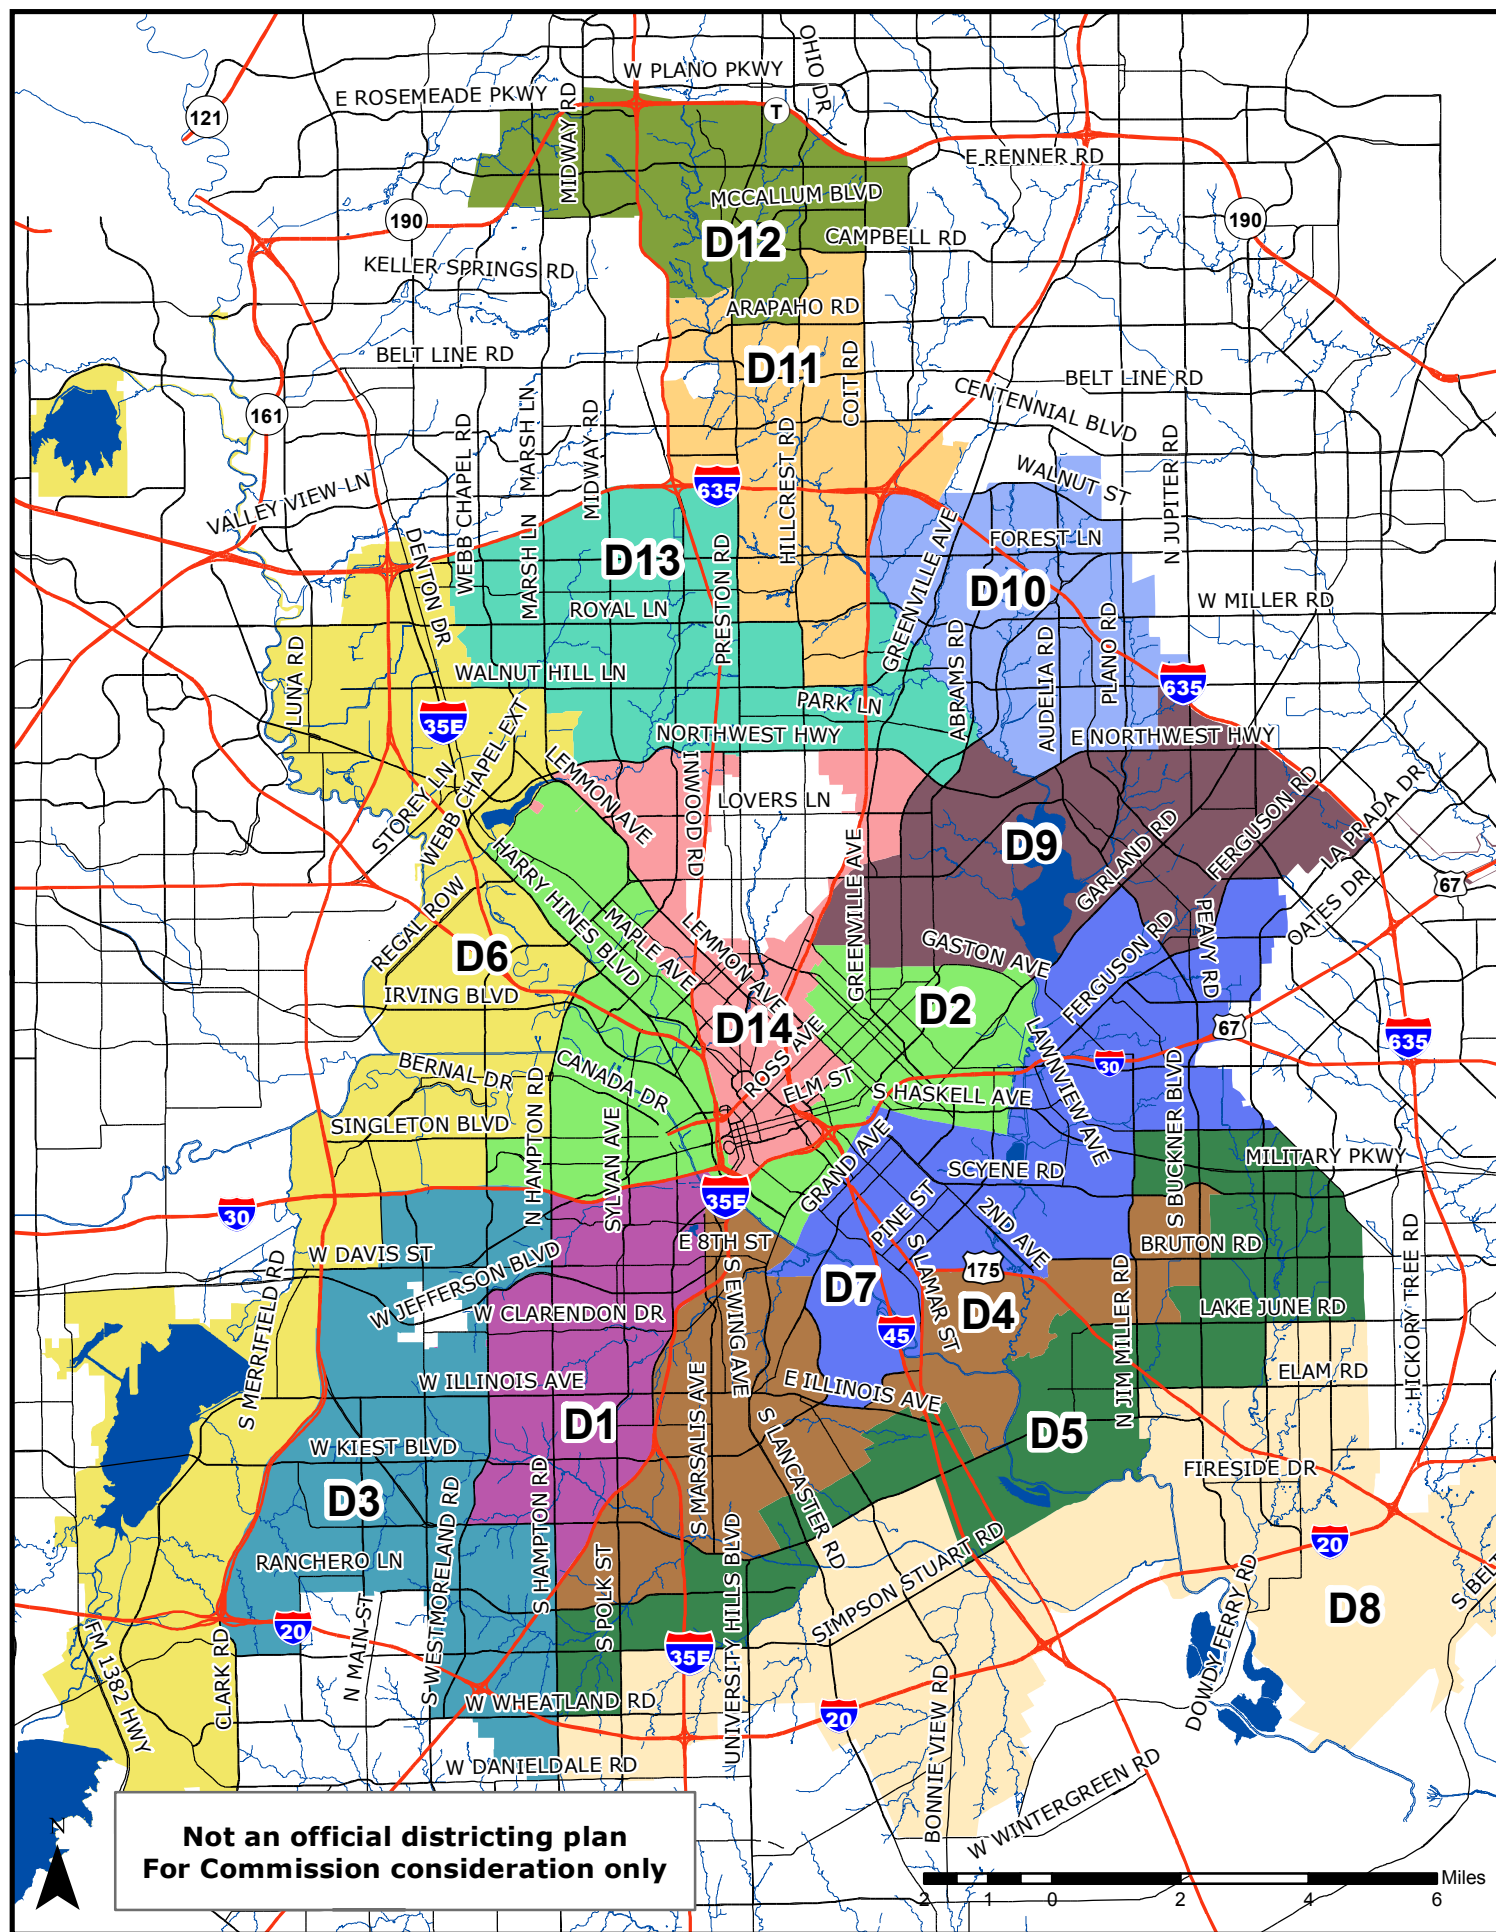 W PLANO PKWY
OHIO DR
E ROSEMEADE PKWY
MIDWAY RD
121
T
E RENNER RD
MCCALLUM BLVD
190
190
D12
CAMPBELL RD
KELLER SPRINGS RD
ARAPAHO RD
BELT LINE RD
D11
COIT RD
BELT LINE RD
161
CENTENNIAL BLVD
WEBB CHAPEL RD
MARSH LN
MARSH LN
MIDWAY RD
HILLCREST RD
WALNUT ST
N JUPITER RD
VALLEY VIEW LN
635
DENTON DR
D13
PRESTON RD
GREENVILLE AVE
FOREST LN
D10
ROYAL LN
W MILLER RD
LUNA RD
ABRAMS RD
AUDELIA RD
PLANO RD
WALNUT HILL LN
635
PARK LN
35E
NORTHWEST HWY
E NORTHWEST HWY
STOREY LN
WEBB CHAPEL EXT
LEMMON AVE
INWOOD RD
LOVERS LN
GREENVILLE AVE
D9
GARLAND RD
FERGUSON RD
LA PRADA DR
67
HARRY HINES BLVD
REGAL ROW
MAPLE AVE
LEMMON AVE
GASTON AVE
FERGUSON RD
PEAVY RD
OATES DR
D6
IRVING BLVD
D14
D2
67
635
ROSS AVE
LAWNVIEW AVE
30
BERNAL DR
CANADA DR
ELM ST
S HASKELL AVE
SINGLETON BLVD
N HAMPTON RD
SYLVAN AVE
GRAND AVE
SCYENE RD
S BUCKNER BLVD
MILITARY PKWY
30
35E
PINE ST
2ND AVE
W DAVIS ST
E 8TH ST
BRUTON RD
S MERRIFIELD RD
W JEFFERSON BLVD
S EWING AVE
D7
S LAMAR ST
175
D4
N JIM MILLER RD
HICKORY TREE RD
W CLARENDON DR
45
LAKE JUNE RD
W ILLINOIS AVE
E ILLINOIS AVE
ELAM RD
D1
S MARSALIS AVE
S LANCASTER RD
D5
W KIEST BLVD
FIRESIDE DR
D3
S WESTMORELAND RD
S HAMPTON RD
20
RANCHERO LN
S POLK ST
UNIVERSITY HILLS BLVD
SIMPSON STUART RD
S BELT
D8
DOWDY FERRY RD
FM 1382 HWY
CLARK RD
20
N MAIN ST
35E
W WHEATLAND RD
20
BONNIE VIEW RD
W DANIELDALE RD
W WINTERGREEN RD
N
Not an official districting plan
For Commission consideration only
Miles
2 1 0 2 4 6